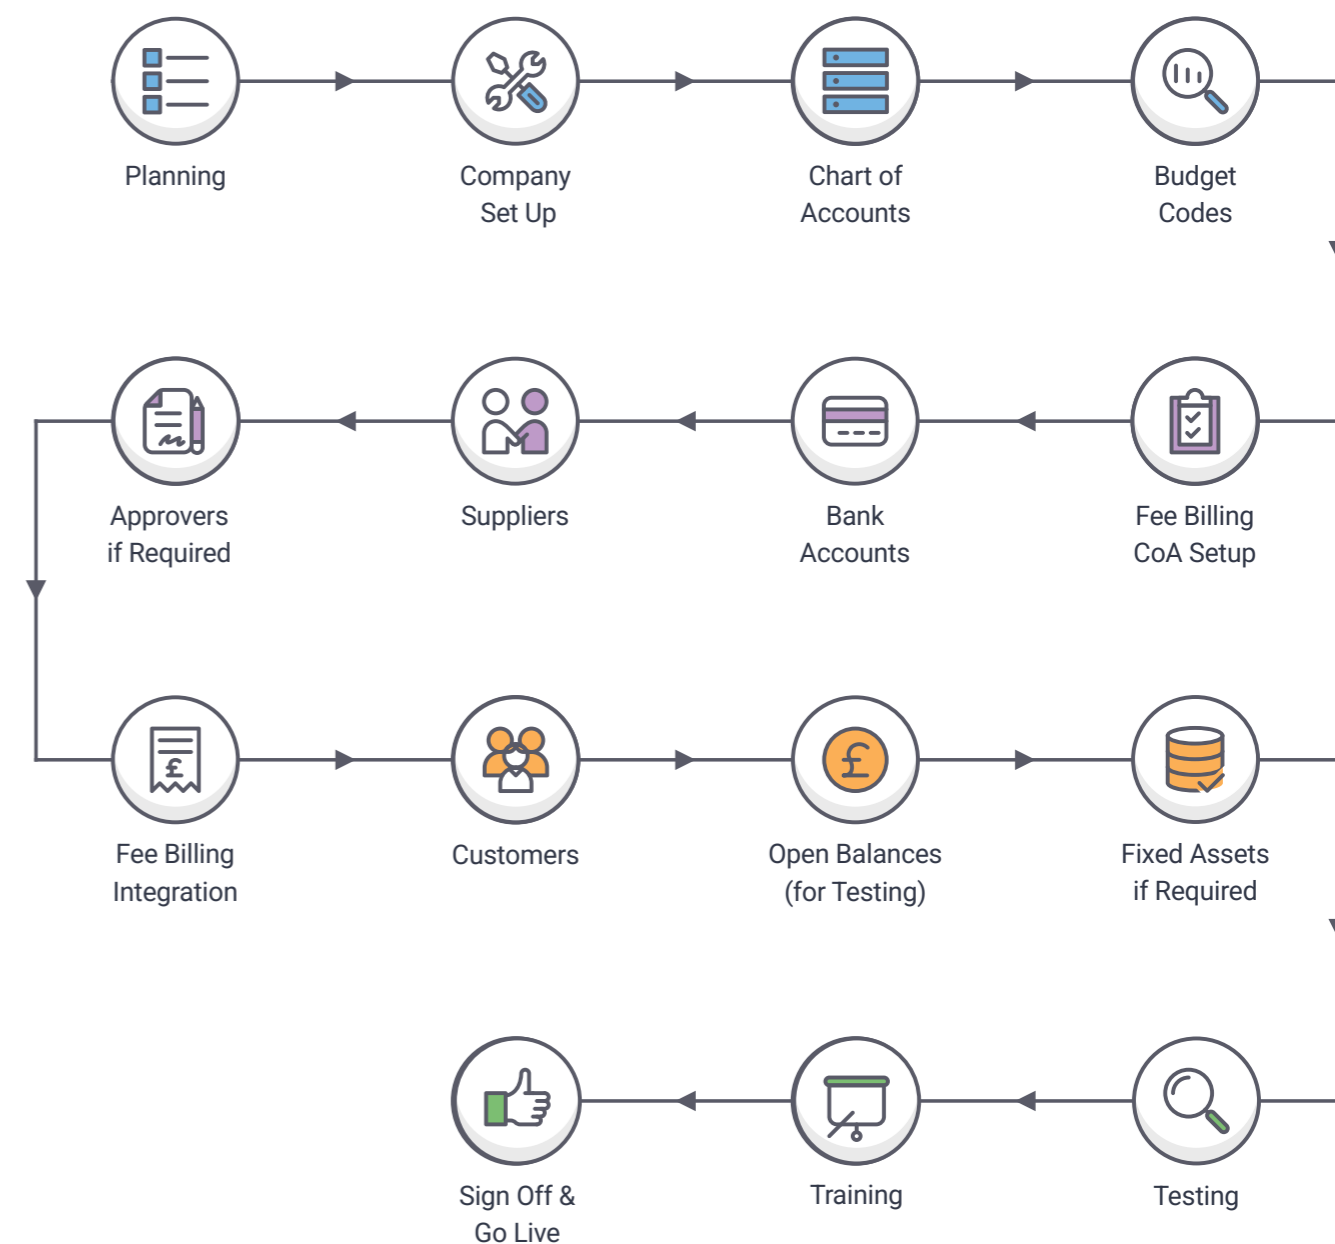 Planning
Company
Set Up
Chart of
Accounts
Budget
Codes
Approvers
if Required
Suppliers
Bank
Accounts
Fee Billing
CoA Setup
£
Fee Billing
Integration
Customers
£
Open Balances
(for Testing)
Fixed Assets
if Required
Sign Off &
Go Live
Training
Testing